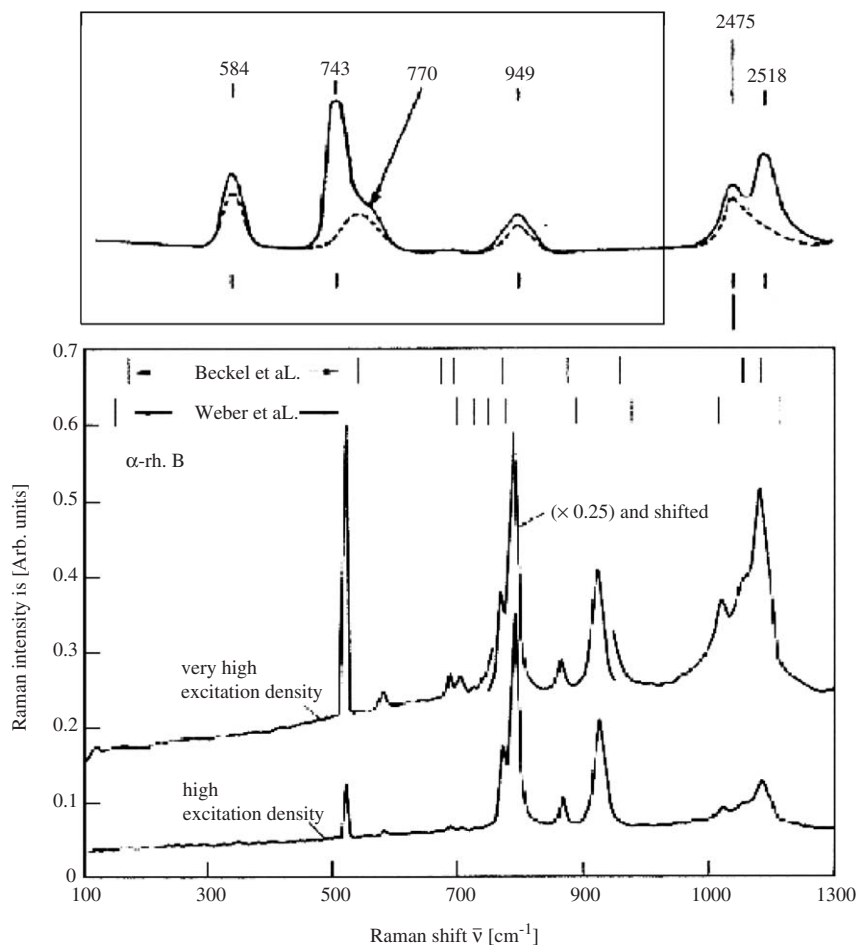 2475
584 743 770 949 2518
0.7
Beckel et aL.
0.6
Weber et aL.
α-rh. B
0.5
(× 0.25) and shifted
0.4
0.3
very high
excitation density
0.2
high
excitation density
0.1
0
100 300 500 700 900 1000 1300
Raman intensity is [Arb. units]
Raman shift ν̄ [cm⁻¹]